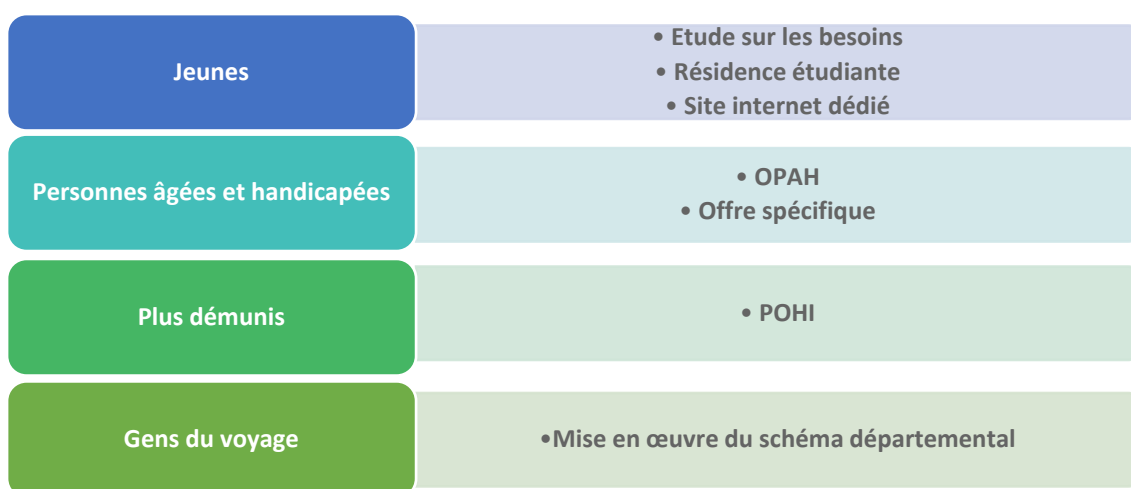 Jeunes
• Etude sur les besoins
• Résidence étudiante
• Site internet dédié
Personnes âgées et handicapées
• OPAH
• Offre spécifique
Plus démunis
• POHI
Gens du voyage
•Mise en œuvre du schéma départemental